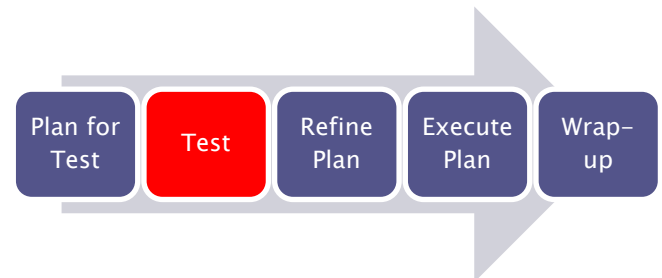 Plan for
Test
Test
Refine
Plan
Execute
Plan
Wrap-
up